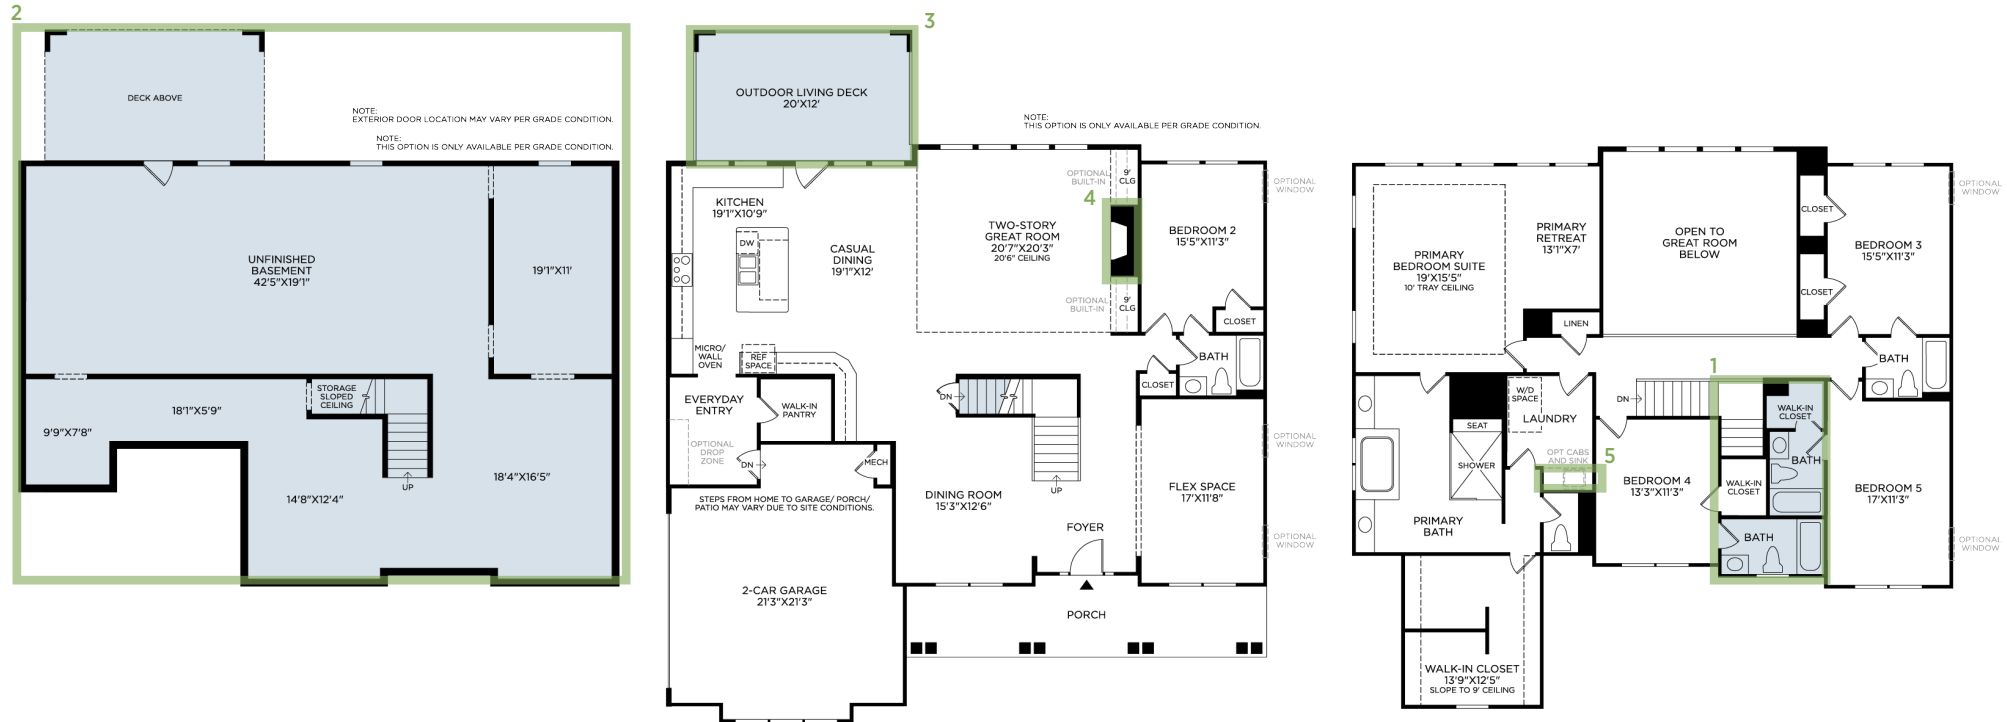 2
DECK ABOVE
NOTE:
EXTERIOR DOOR LOCATION MAY VARY PER GRADE CONDITION.
NOTE:
THIS OPTION IS ONLY AVAILABLE PER GRADE CONDITION.
UNFINISHED
BASEMENT
42'5"X19'1"
19'1"X11'
STORAGE
SLOPED
CEILING
18'1"X5'9"
9'9"X7'8"
UP
18'4"X16'5"
14'8"X12'4"
3
OUTDOOR LIVING DECK
20'X12'
NOTE:
THIS OPTION IS ONLY AVAILABLE PER GRADE CONDITION.
OPTIONAL
BUILT-IN
9'
CLG
OPTIONAL
WINDOW
4
KITCHEN
19'1"X10'9"
DW
CASUAL
DINING
19'1"X12'
TWO-STORY
GREAT ROOM
20'7"X20'3"
20'6" CEILING
BEDROOM 2
15'5"X11'3"
OPTIONAL
BUILT-IN
9'
CLG
CLOSET
MICRO/
WALL
OVEN
REF
SPACE
BATH
CLOSET
EVERYDAY
ENTRY
WALK-IN
PANTRY
DN
OPTIONAL
DROP
ZONE
DN
MECH
OPTIONAL
WINDOW
UP
STEPS FROM HOME TO GARAGE/ PORCH/
PATIO MAY VARY DUE TO SITE CONDITIONS.
DINING ROOM
15'3"X12'6"
FLEX SPACE
17'X11'8"
FOYER
OPTIONAL
WINDOW
2-CAR GARAGE
21'3"X21'3"
PORCH
OPTIONAL
WINDOW
CLOSET
PRIMARY
RETREAT
13'1"X7'
OPEN TO
GREAT ROOM
BELOW
BEDROOM 3
15'5"X11'3"
PRIMARY
BEDROOM SUITE
19'X15'5"
10' TRAY CEILING
CLOSET
LINEN
BATH
1
W/D
SPACE
DN
WALK-IN
CLOSET
LAUNDRY
SEAT
OPT CABS
AND SINK
5
SHOWER
BATH
BEDROOM 4
13'3"X11'3"
WALK-IN
CLOSET
BEDROOM 5
17'X11'3"
PRIMARY
BATH
BATH
OPTIONAL
WINDOW
WALK-IN CLOSET
13'9"X12'5"
SLOPE TO 9' CEILING